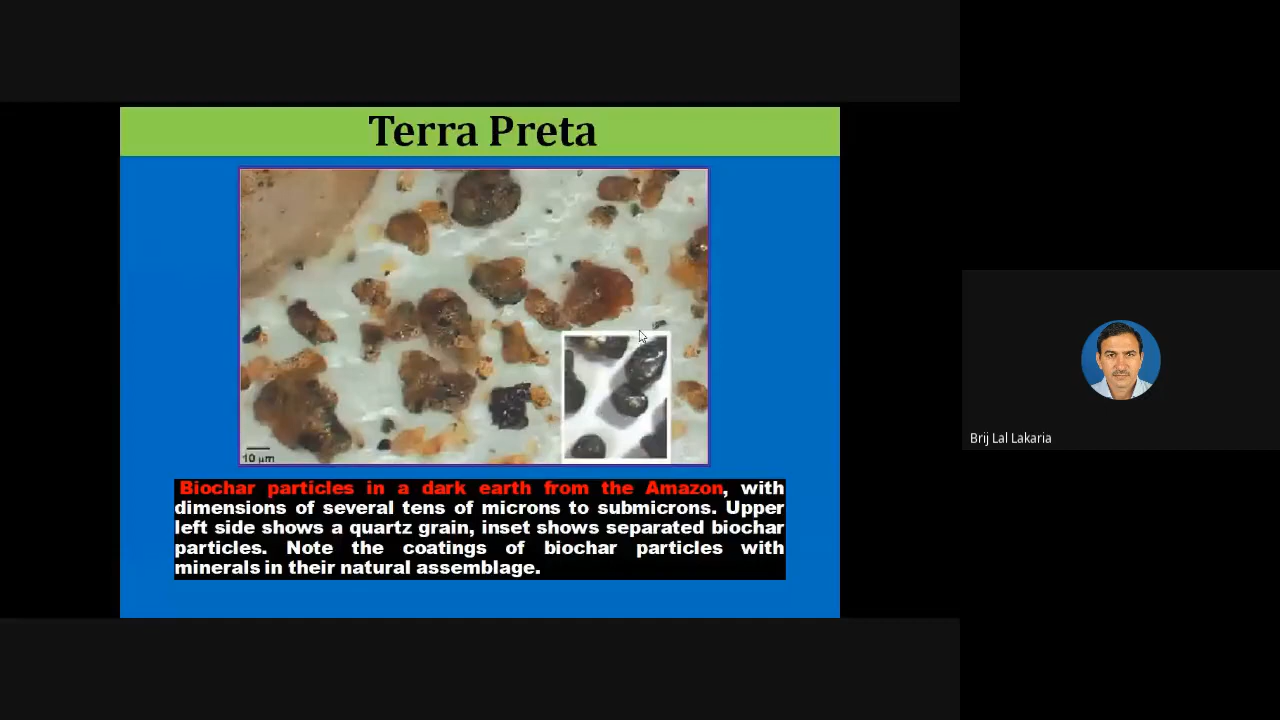 Terra Preta
10 μm
Biochar particles in a dark earth from the Amazon, with
dimensions of several tens of microns to submicrons. Upper
left side shows a quartz grain, inset shows separated biochar
particles. Note the coatings of biochar particles with
minerals in their natural assemblage.
Brij Lal Lakaria